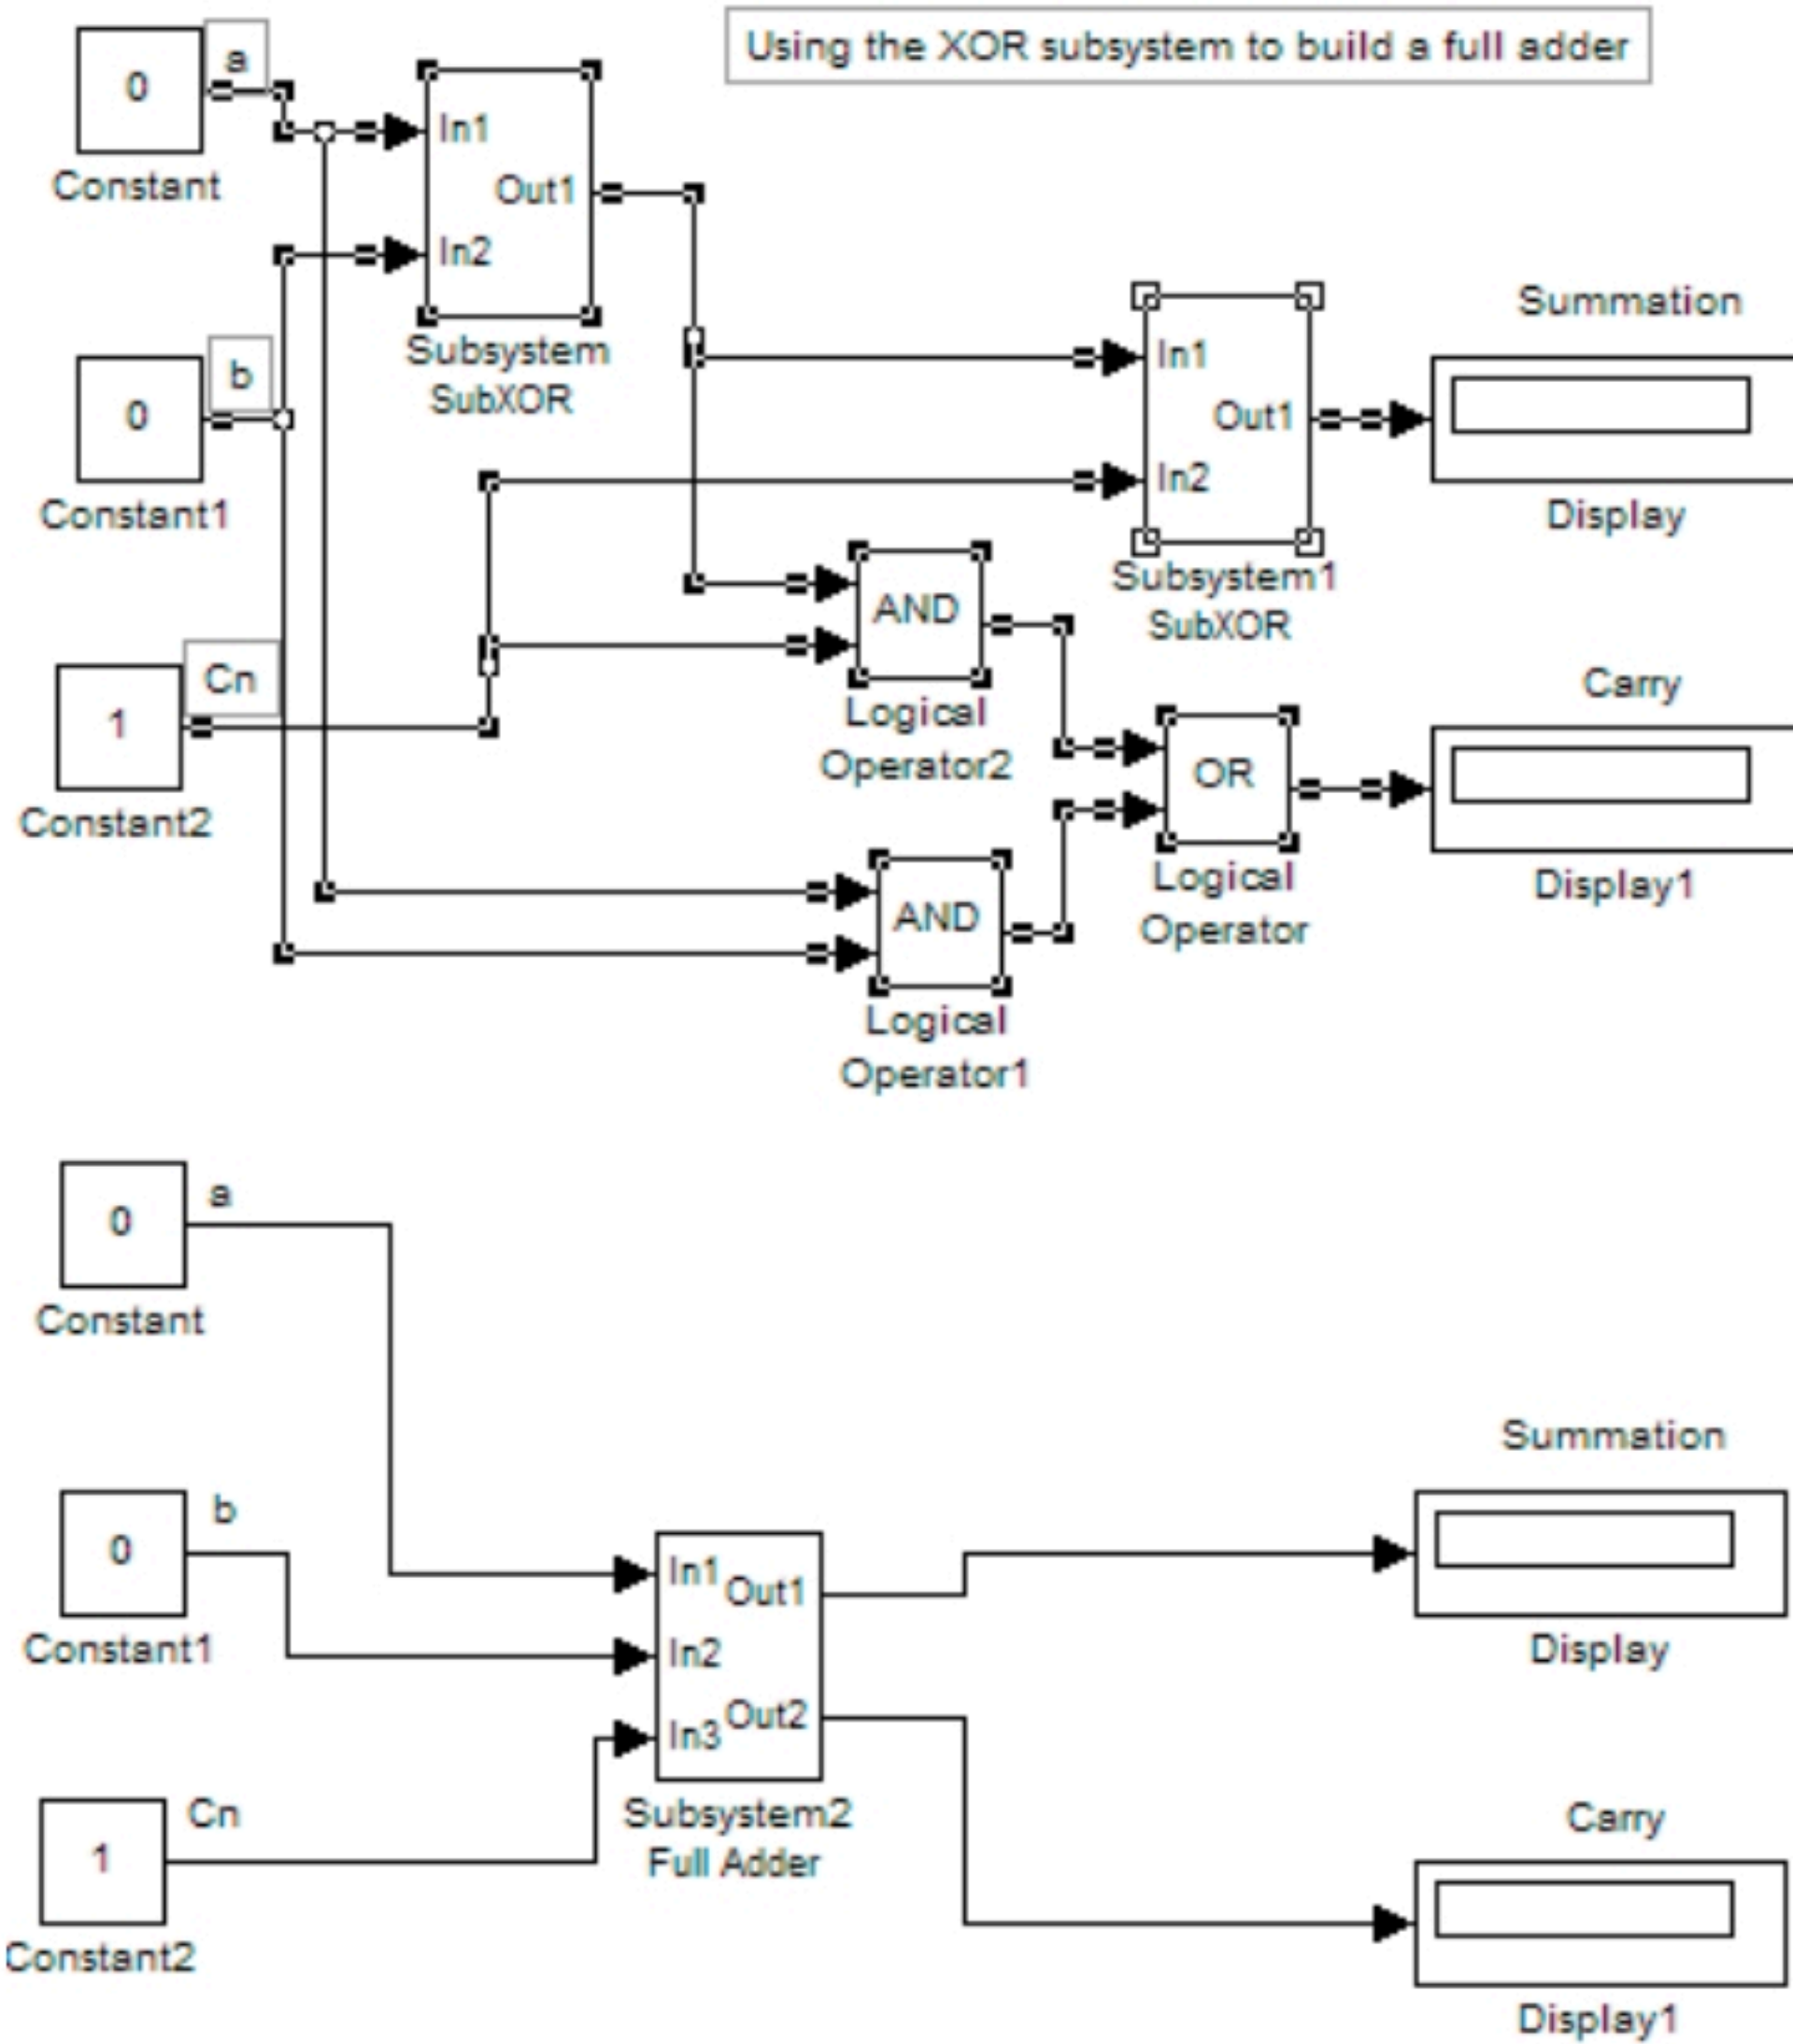 Using the XOR subsystem to build a full adder
a
0
Constant
In1
Out1
In2
Subsystem
SubXOR
b
0
Constant1
Summation
In1
Out1
In2
Display
Subsystem1
SubXOR
AND
Logical
Operator2
Cn
1
Constant2
Carry
OR
Display1
Logical
Operator
AND
Logical
Operator1
a
0
Constant
b
0
Constant1
Summation
In1
Out1
In2
Out2
In3
Display
Subsystem2
Full Adder
Cn
1
Constant2
Carry
Display1